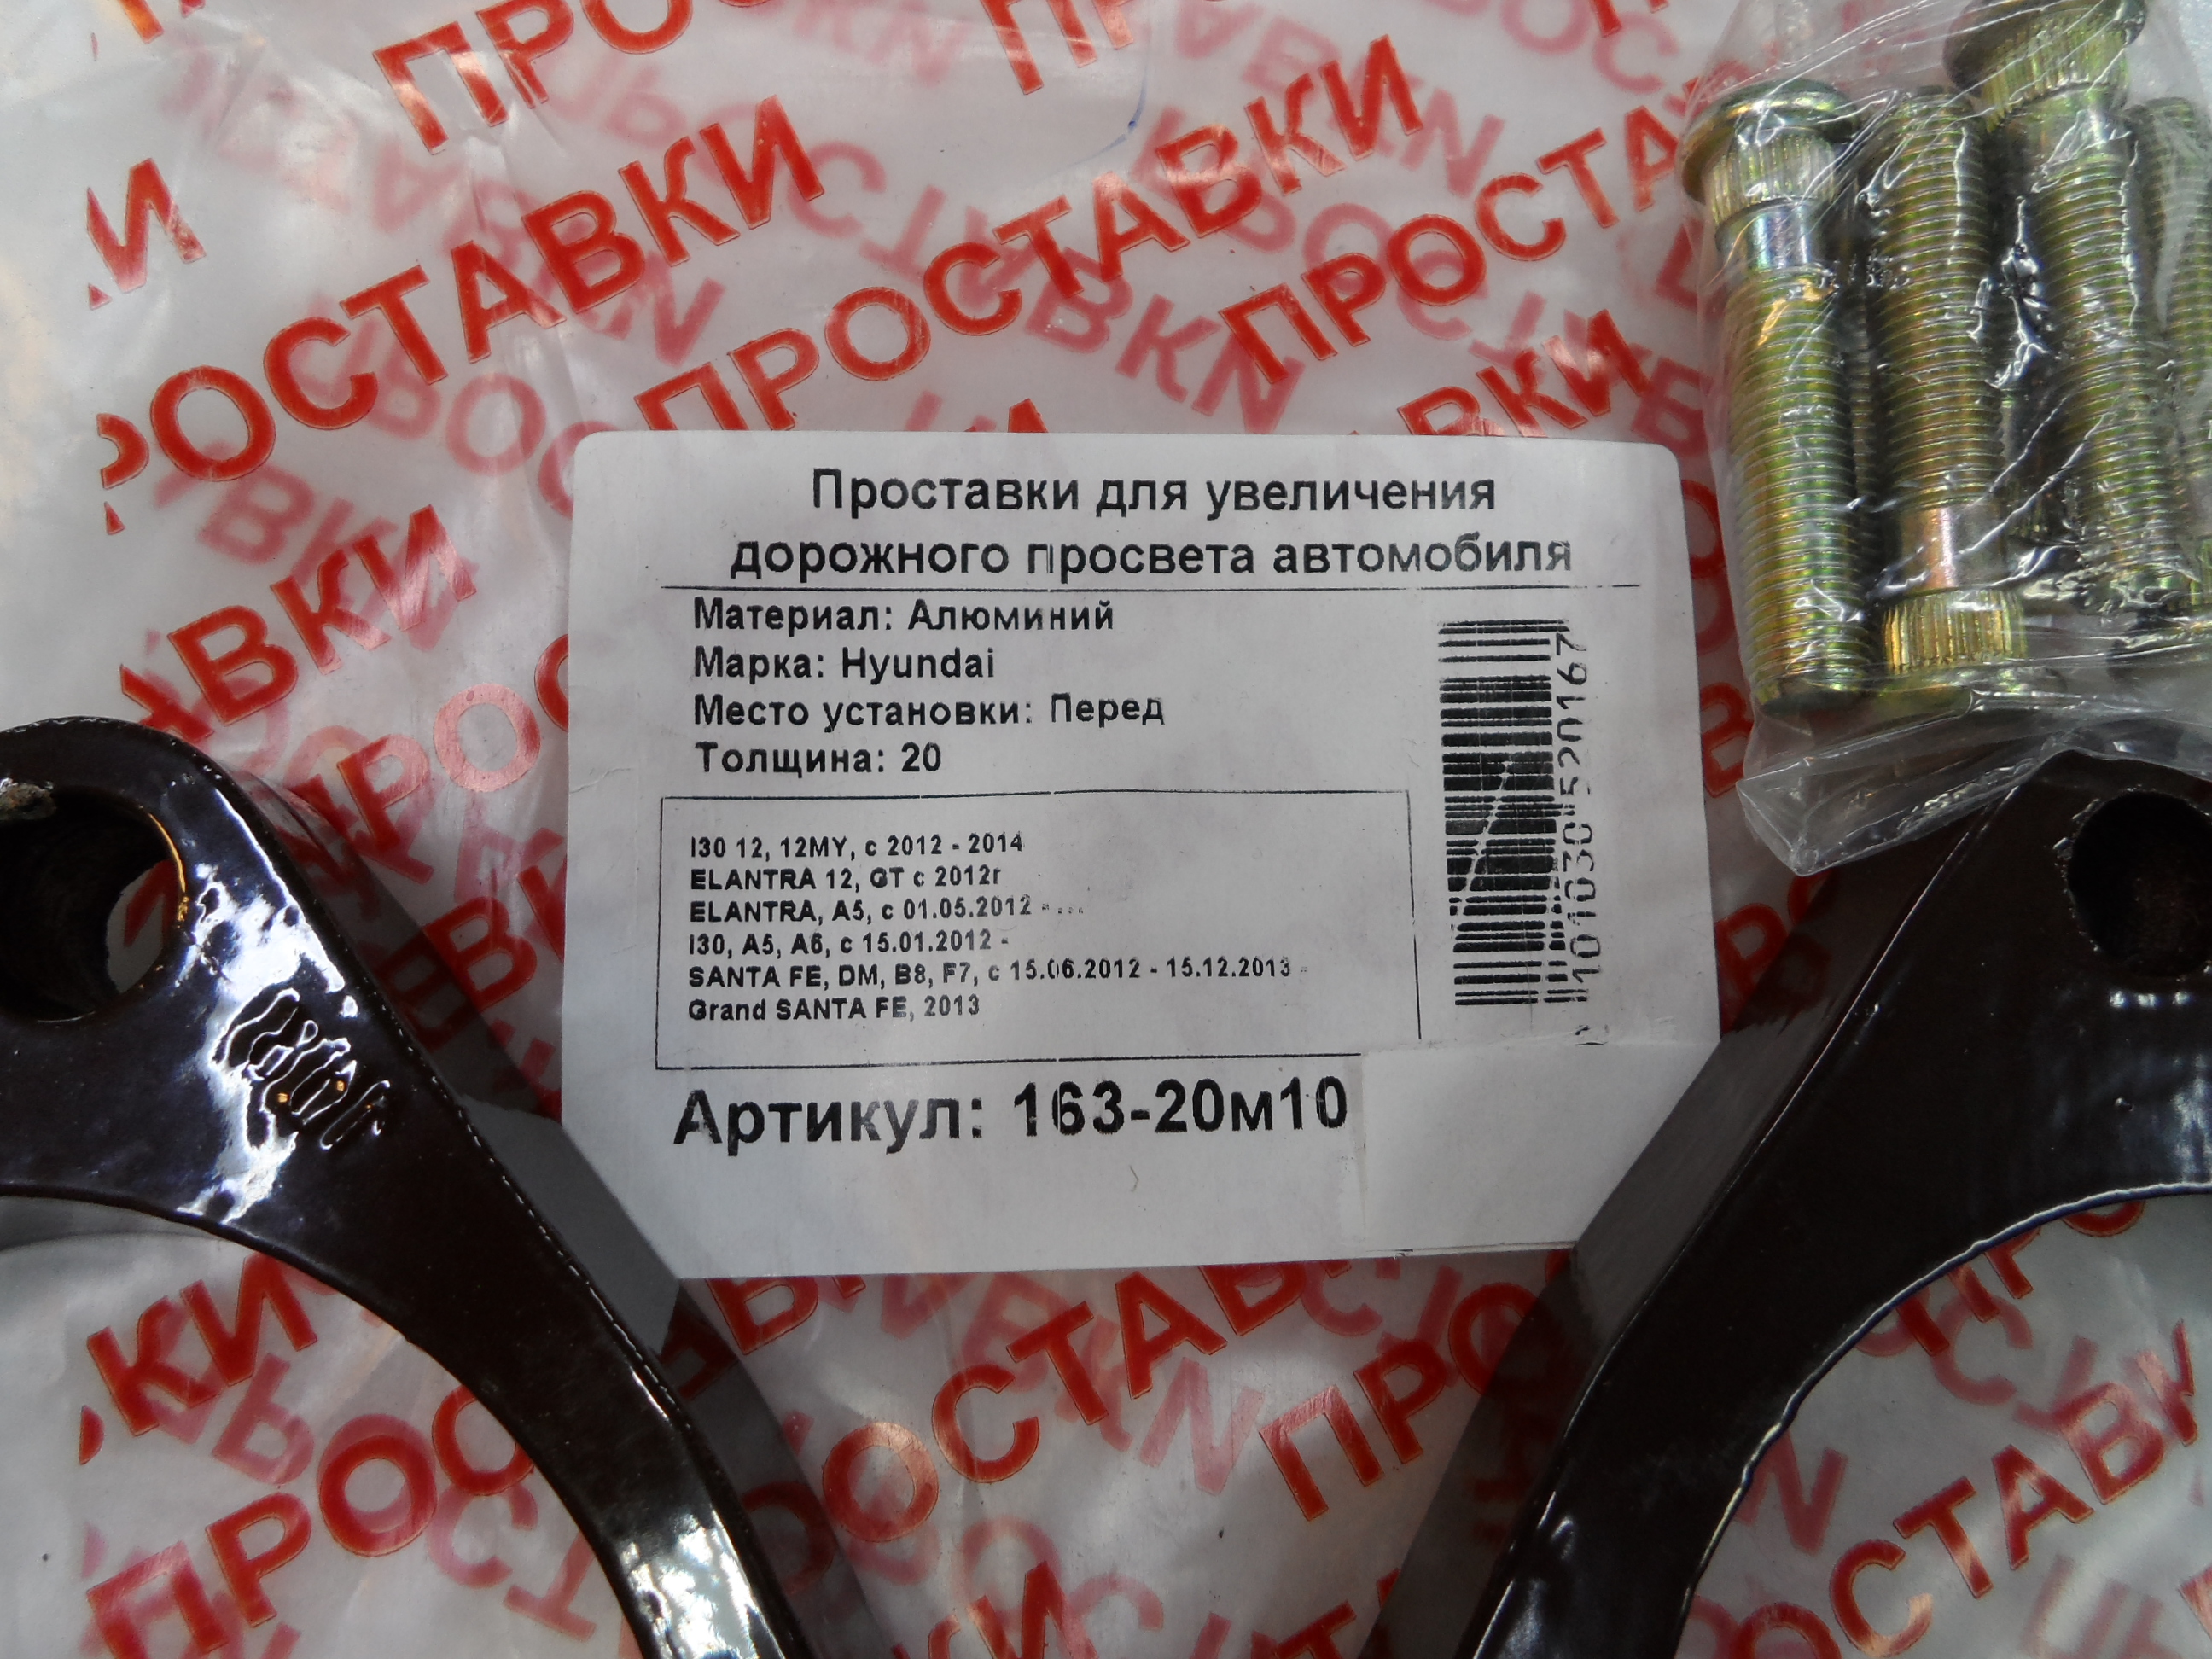 ПРОСТАВКИ
ПРОСТАВКИ
ПРОСТАВКИ
Проставки для увеличения
дорожного просвета автомобиля
Материал: Алюминий
Марка: Hyundai
Место установки: Перед
Толщина: 20
I30 12, 12MY, с 2012 - 2014
ELANTRA 12, GT с 2012г
ELANTRA, A5, с 01.05.2012 - ...
I30, A5, A6, с 15.01.2012 -
SANTA FE, DM, B8, F7, с 15.06.2012 - 15.12.2013 -
Grand SANTA FE, 2013
Артикул: 163-20м10